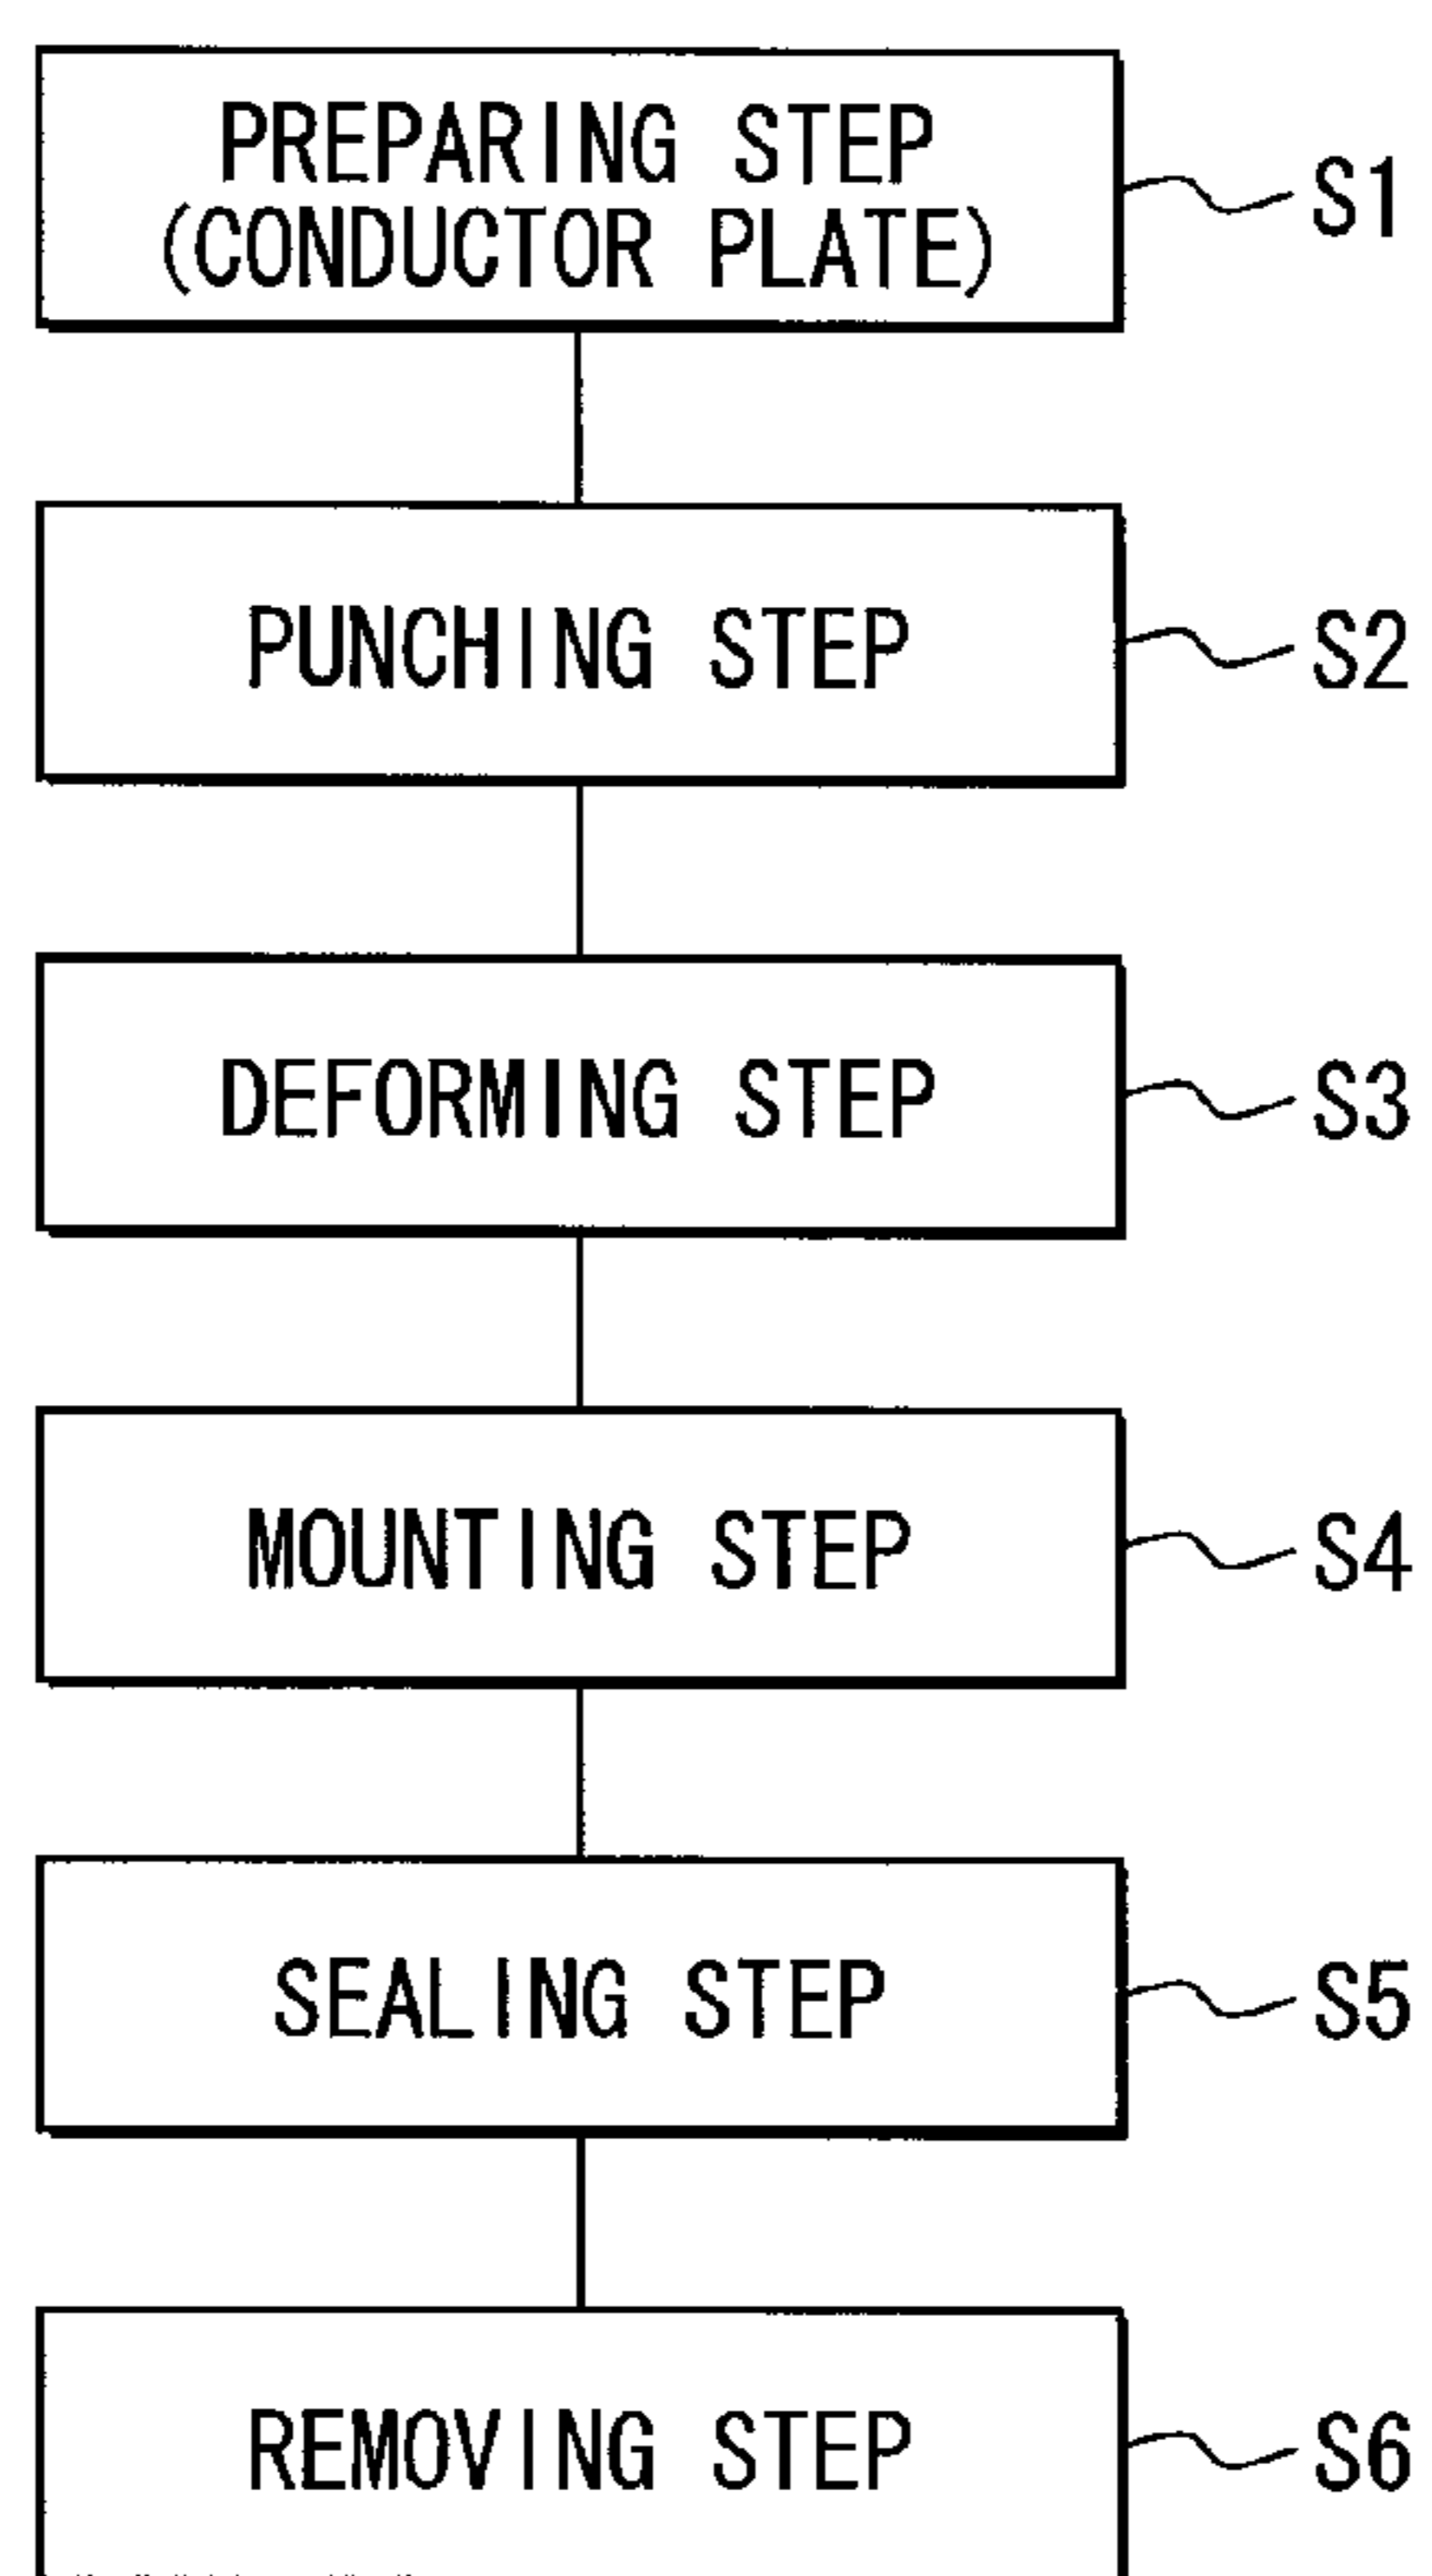 PREPARING STEP
(CONDUCTOR PLATE)
S1
PUNCHING STEP
S2
DEFORMING STEP
S3
MOUNTING STEP
S4
SEALING STEP
S5
REMOVING STEP
S6